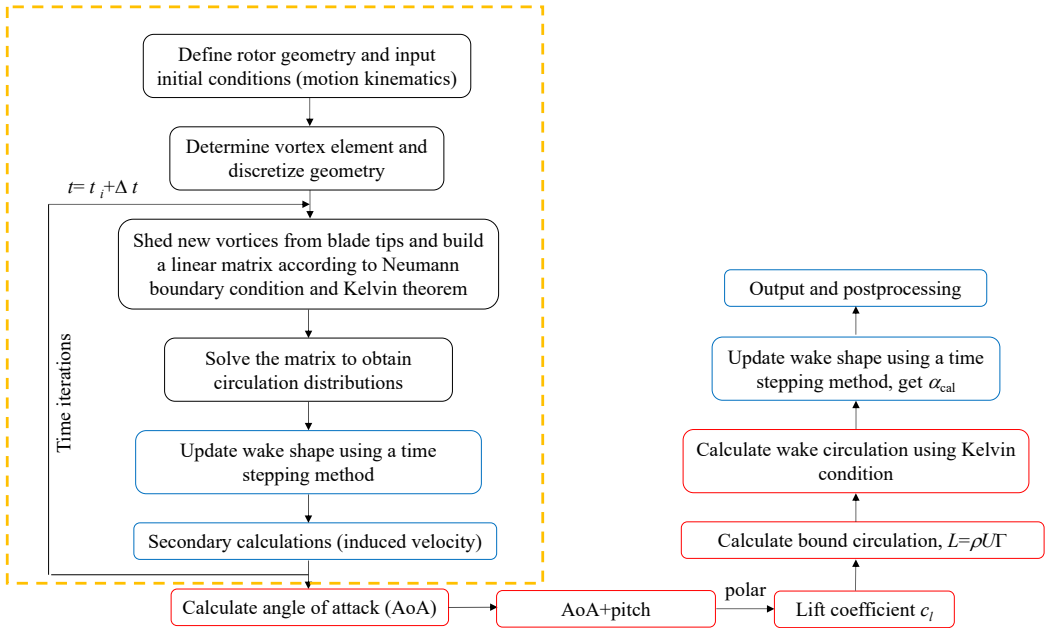 Define rotor geometry and input
initial conditions (motion kinematics)
Determine vortex element and
discretize geometry
t= t i+Δ t
Shed new vortices from blade tips and build
a linear matrix according to Neumann
boundary condition and Kelvin theorem
Solve the matrix to obtain
circulation distributions
Time iterations
Update wake shape using a time
stepping method
Secondary calculations (induced velocity)
Calculate angle of attack (AoA)
AoA+pitch
polar
Lift coefficient cl
Calculate bound circulation, L=ρUΓ
Calculate wake circulation using Kelvin
condition
Update wake shape using a time
stepping method, get αcal
Output and postprocessing